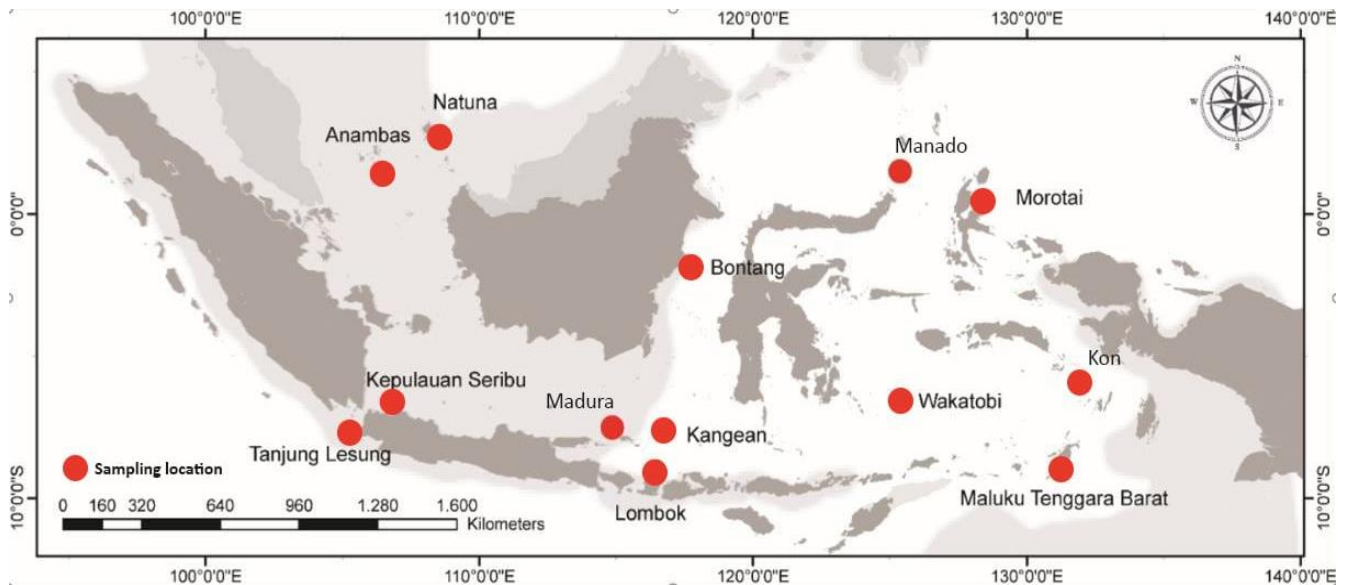 100°0'0"E
110°0'0"E
120°0'0"E
130°0'0"E
140°0'0"E
N
W
E
S
Natuna
Anambas
Manado
Morotai
0°0'0"
0°0'0"
Bontang
Kon
Kepulauan Seribu
Madura
Wakatobi
Kangean
Tanjung Lesung
Sampling location
Maluku Tenggara Barat
10°0'0"S
10°0'0"S
0 160 320 640 960 1.280 1.600
Kilometers
Lombok
100°0'0"E
110°0'0"E
120°0'0"E
130°0'0"E
140°0'0"E